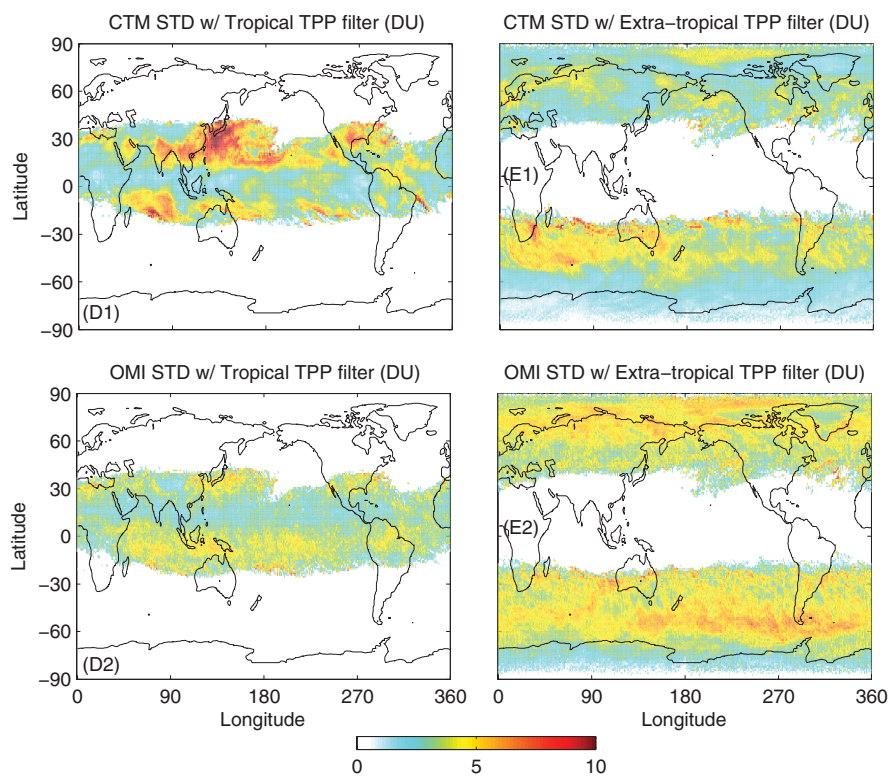 CTM STD w/ Tropical TPP filter (DU)
CTM STD w/ Extra−tropical TPP filter (DU)
90
60
30
0
−30
−60
−90
Latitude
(D1)
(E1)
OMI STD w/ Tropical TPP filter (DU)
OMI STD w/ Extra−tropical TPP filter (DU)
90
60
30
0
−30
−60
−90
Latitude
(D2)
(E2)
0 90 180 270 360
0 90 180 270 360
Longitude
Longitude
0 5 10